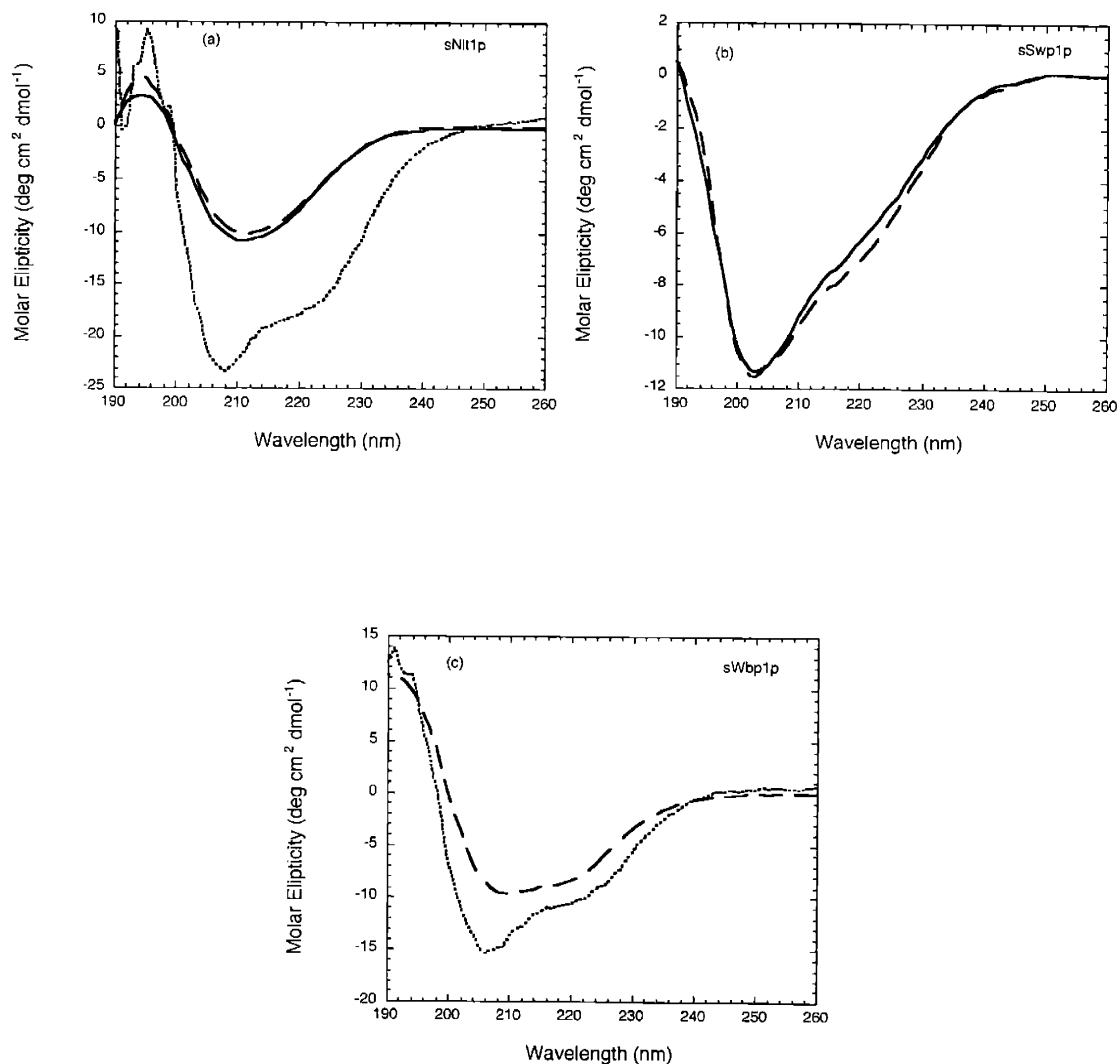 (a)
sNlt1p
10
5
0
-5
-10
-15
-20
-25
190 200 210 220 230 240 250 260
Molar Elipticity (deg cm² dmol⁻¹)
Wavelength (nm)
(b)
sSwp1p
2
0
-2
-4
-6
-8
-10
-12
190 200 210 220 230 240 250 260
Molar Elipticity (deg cm² dmol⁻¹)
Wavelength (nm)
(c)
sWbp1p
15
10
5
0
-5
-10
-15
-20
190 200 210 220 230 240 250 260
Molar Elipticity (deg cm² dmol⁻¹)
Wavelength (nm)